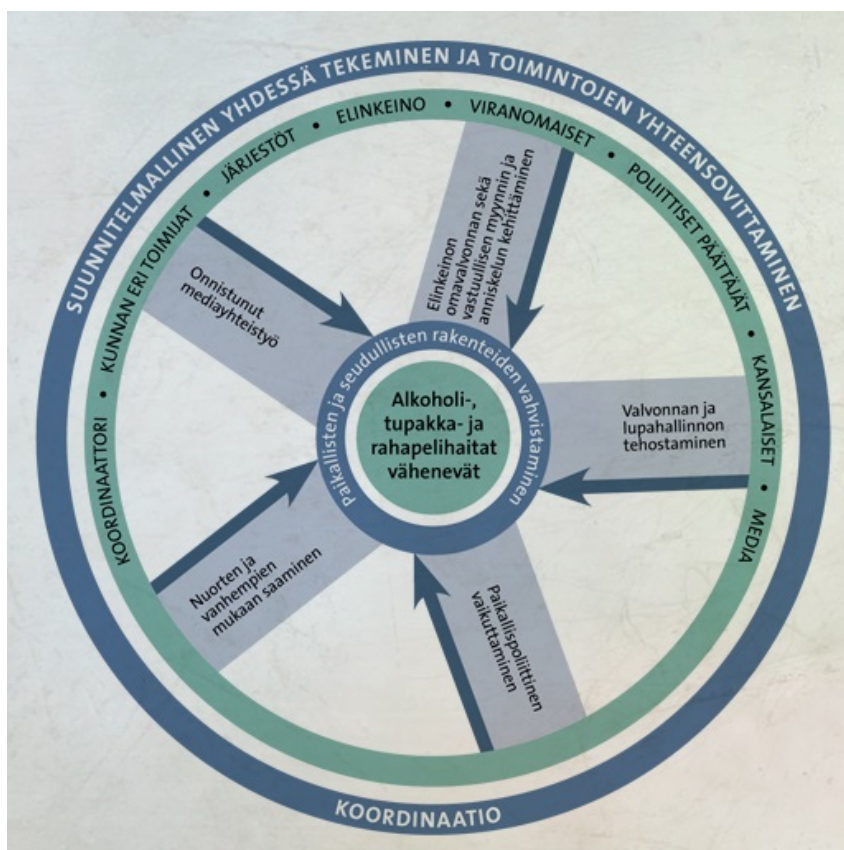 SUUNNITELMALLINEN YHDESSÄ TEKEMINEN JA TOIMINTOJEN YHTEENSOVITTAMINEN
KOORDINAATTORI • KUNNAN ERI TOIMIJAT • JÄRJESTÖT • ELINKEINO • VIRANOMAISET • POLIITTISET PÄÄTTÄJÄT • KANSALAISET • MEDIA
Elinkeinon
omavalvonnan sekä
vastuullisen myynnin ja
anniskelun kehittäminen
Onnistunut
mediayhteistyö
Paikallisten ja seudullisten rakenteiden vahvistaminen
Alkoholi-,
tupakka- ja
rahapelihaitat
vähenevät
Valvonnan ja
lupahallinnon
tehostaminen
Nuorten ja
vanhempien
mukaan saaminen
Paikallispoliittinen
vaikuttaminen
KOORDINAATIO